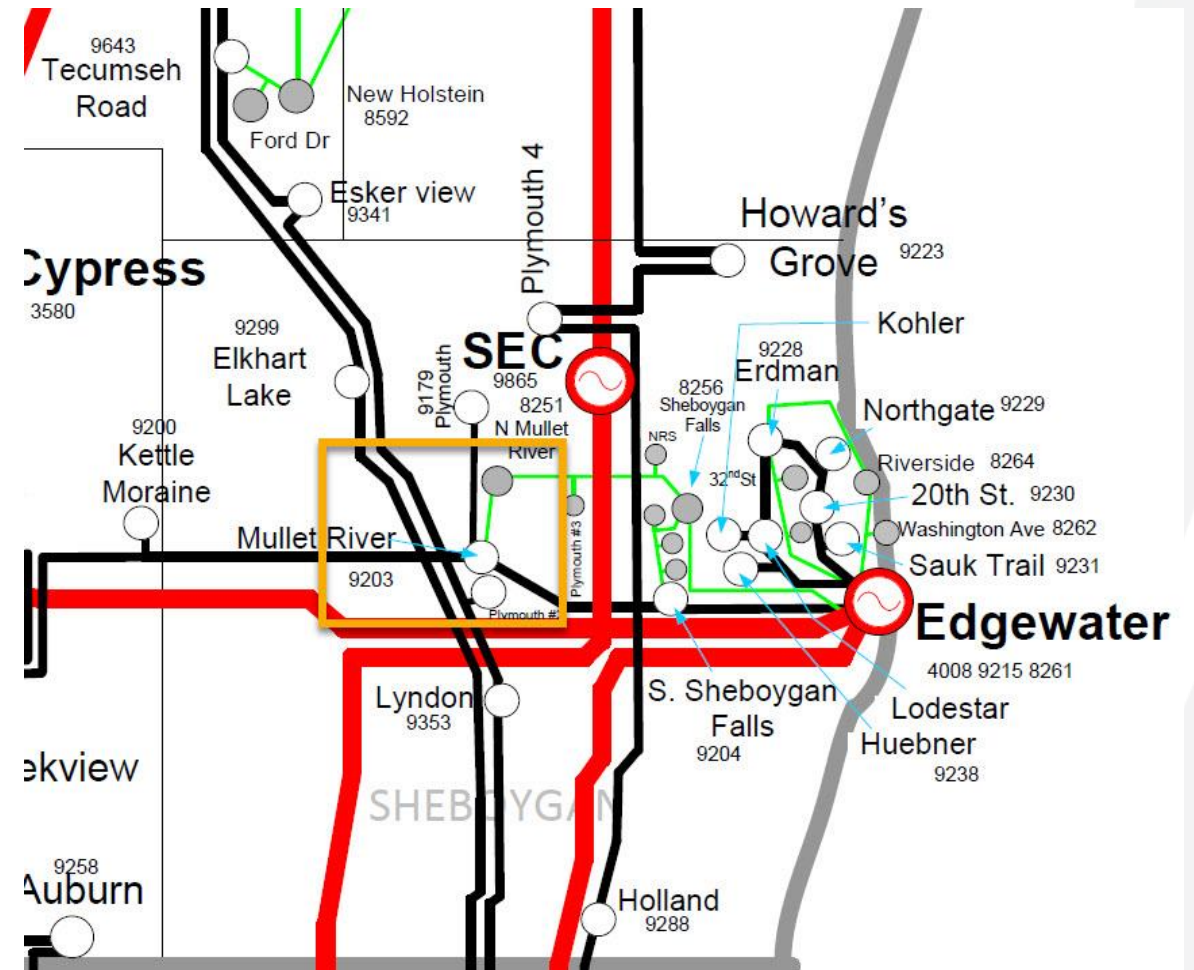 9643
Tecumseh
Road
New Holstein
8592
Ford Dr
Esker view
9341
Plymouth 4
Howard's
Grove 9223
Cypress
3580
Kohler
9299
Elkhart
Lake
SEC
9865
9179
Plymouth
8251
N Mullet
River
9228
Erdman
8256
Sheboygan
Falls
NRS
Northgate 9229
9200
Kettle
Moraine
32nd St
Riverside 8264
20th St. 9230
Washington Ave 8262
Sauk Trail 9231
Mullet River
9203
Plymouth #3
Plymouth #2
Edgewater
4008 9215 8261
Lyndon
9353
S. Sheboygan
Falls
9204
Lodestar
Huebner
9238
ekview
SHEBOYGAN
9258
Auburn
Holland
9288